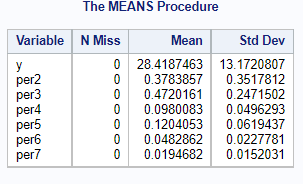 The MEANS Procedure
Variable N Miss Mean Std Dev
y 0 28.4187463 13.1720807
per2 0 0.3783857 0.3517812
per3 0 0.4720161 0.2471502
per4 0 0.0980083 0.0496293
per5 0 0.1204053 0.0619437
per6 0 0.0482862 0.0227781
per7 0 0.0194682 0.0152031